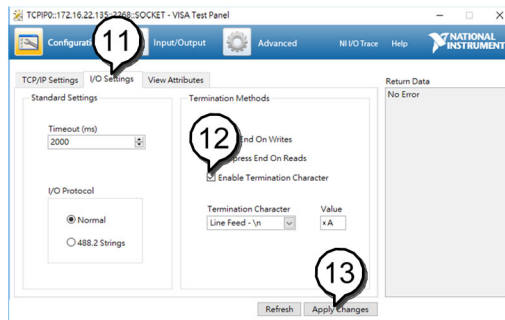 TCPIP0::172.16.22.135::2268::SOCKET - VISA Test Panel
11
Input/Output
Advanced
NI I/O Trace
Help
NATIONAL
INSTRUMENT
TCP/IP Settings
I/O Settings
View Attributes
Return Data
Standard Settings
Termination Methods
No Error
Timeout (ms)
2000
12
End On Writes
End On Reads
Enable Termination Character
I/O Protocol
Normal
488.2 Strings
Termination Character
Value
Line Feed - \n
xA
13
Refresh
Apply Changes